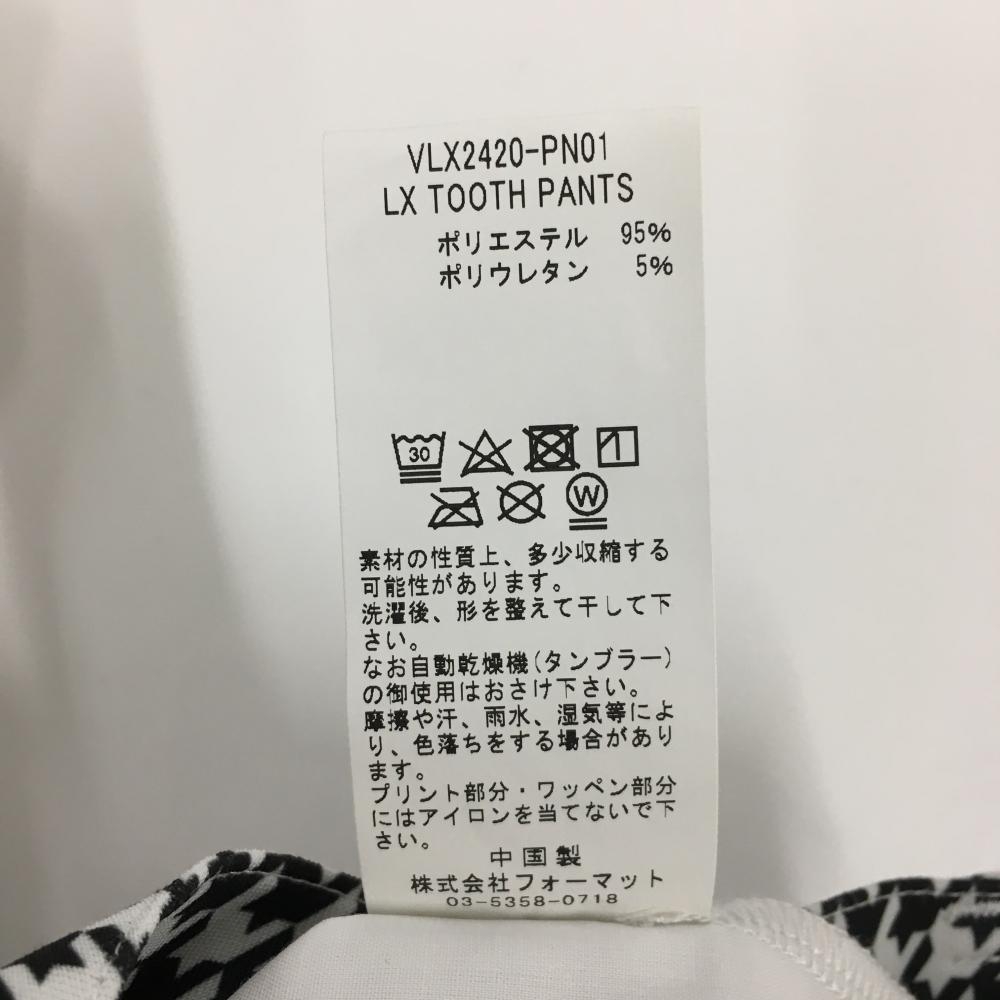 VLX2420-PN01
LX TOOTH PANTS
ポリエステル 95%
ポリウレタン 5%
30
W
素材の性質上、多少収縮する
可能性があります。
洗濯後、形を整えて干して下
さい。
なお自動乾燥機(タンブラー)
の御使用はおさけ下さい。
摩擦や汗、雨水、湿気等によ
り、色落ちをする場合があり
ます。
プリント部分・ワッペン部分
にはアイロンを当てないで下
さい。
中国製
株式会社フォーマット
03-5358-0718